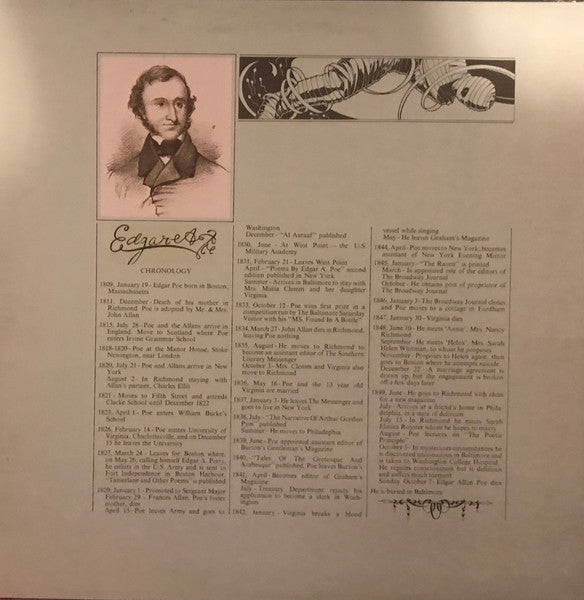 Edgar A
CHRONOLOGY
1809, January 19 - Edgar Poe born in Boston,
Massachusetts
1811, December - Death of his mother in
Richmond Poe is adopted by Mr. & Mrs.
John Allan
1815, July 28 - Poe and the Allans arrive in
England. Move to Scotland where Poe
enters Irvine Grammar School
1818-1820 - Poe at the Manor House, Stoke
Newington, near London
1820, July 21 - Poe and Allans arrive in New
York
August 2 - In Richmond staying with
Allan's partner, Charles Ellis
1821 - Moves to Fifth Street and attends
Clarke School until December 1822
1823, April 1 - Poe enters William Burke's
School
1826, February 14 - Poe enters University of
Virginia, Charlottesville, and on December
15 he leaves the University
1827, March 24 - Leaves for Boston where,
on May 26, calling himself Edgar A. Perry,
he enlists in the U.S. Army and is sent to
Fort Independence in Boston Harbour.
"Tamerlane and Other Poems" is published
1829, January 1 - Promoted to Sergeant Major
February 29 - Frances Allan, Poe's foster
mother, dies
April 15 - Poe leaves Army and goes to
Washington
December - "Al Aaraaf" published
1830, June - At West Point — the U.S.
Military Academy
1831, February 21 - Leaves West Point
April - "Poems By Edgar A. Poe" second
edition published in New York
Summer - Arrives in Baltimore to stay with
Mrs. Maria Clemm and her daughter
Virginia
1833, October 12 - Poe wins first prize in a
competition run by The Baltimore Saturday
Visitor with his "MS. Found In A Bottle"
1834, March 27 - John Allan dies in Richmond,
leaving Poe nothing
1835, August - He moves to Richmond to
become an assistant editor of The Southern
Literary Messenger
October 3 - Mrs. Clemm and Virginia also
move to Richmond
1836, May 16 - Poe and the 13 year old
Virginia are married
1837, January 3 - He leaves The Messenger and
goes to live in New York
1838, July - "The Narrative Of Arthur Gordon
Pym" published
Summer - He moves to Philadelphia
1839, June - Poe appointed assistant editor of
Burton's Gentleman's Magazine
1840, - "Tales Of The Grotesque And
Arabesque" published, Poe leaves Burton's
1841, April - Becomes editor of Graham's
Magazine
July - Treasury Department rejects his
application to become a clerk in Wash-
ington
1842, January - Virginia breaks a blood
vessel while singing
May - He leaves Graham's Magazine
1844, April - Poe moves to New York; becomes
assistant of New York Evening Mirror
1845, January - "The Raven" is printed
March - Is appointed one of the editors of
The Broadway Journal
October - He obtains post of proprietor of
The Broadway Journal
1846, January 3 - The Broadway Journal closes
and Poe moves to a cottage in Fordham
1847, January 30 - Virginia dies
1848, June 10 - He meets 'Annie', Mrs. Nancy
Richmond
September - He meets 'Helen', Mrs. Sarah
Helen Whitman, to whom he proposes
November - Proposes to Helen again, then
goes to Boston where he attempts suicide
December 22 - A marriage agreement is
drawn up, but the engagement is broken
off a few days later
1849, June - He goes to Richmond with ideas
for a new magazine
July - Arrives at a friend's home in Phila-
delphia, in a state of delirium
July 15 - In Richmond he meets Sarah
Elmira Royster whom he hopes to marry
August - Poe lectures on "The Poetic
Principle"
October 3 - In mysterious circumstances he
is discovered unconscious in Baltimore and
is taken to Washington College Hospital.
He regains consciousness but is delirious
and suffers much torment
Sunday October 7 - Edgar Allan Poe dies
He is buried in Baltimore